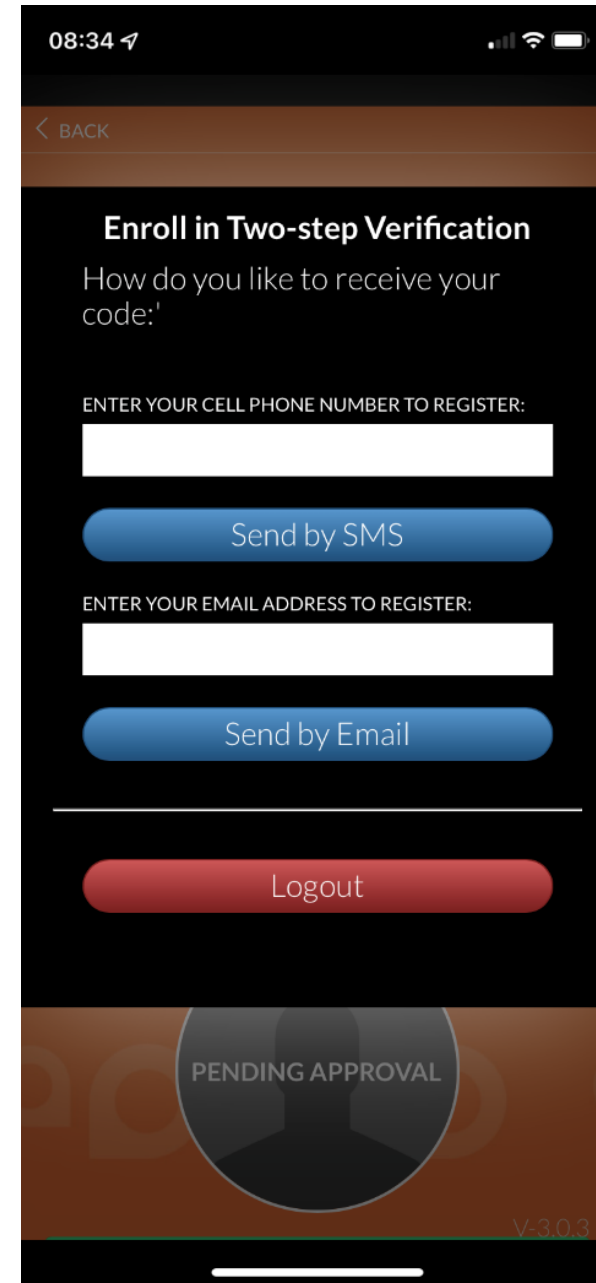 08:34
BACK
Enroll in Two-step Verification
How do you like to receive your
code:'
ENTER YOUR CELL PHONE NUMBER TO REGISTER:
Send by SMS
ENTER YOUR EMAIL ADDRESS TO REGISTER:
Send by Email
Logout
PENDING APPROVAL
V-3.0.3